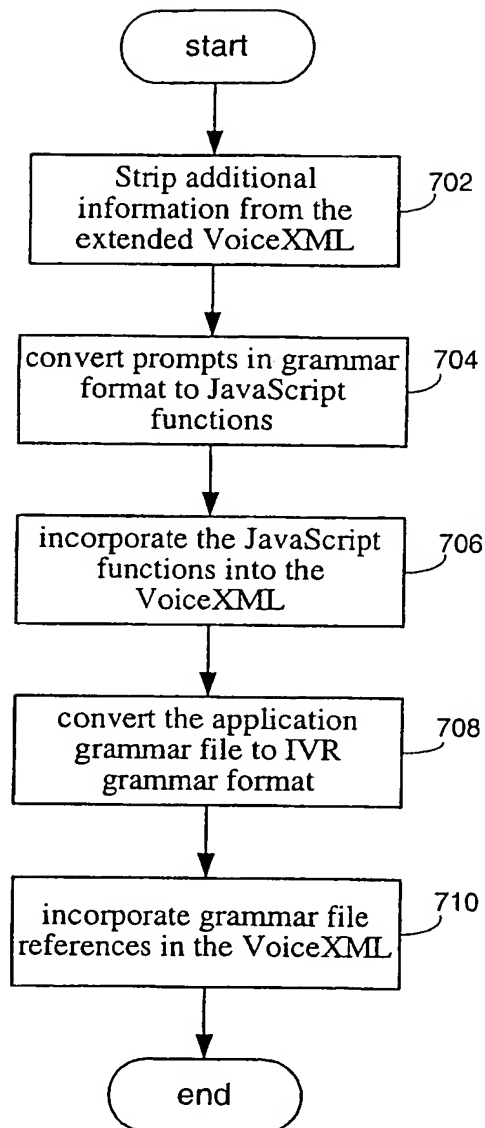 start
Strip additional
information from the
extended VoiceXML
702
convert prompts in grammar
format to JavaScript
functions
704
incorporate the JavaScript
functions into the
VoiceXML
706
convert the application
grammar file to IVR
grammar format
708
incorporate grammar file
references in the VoiceXML
710
end